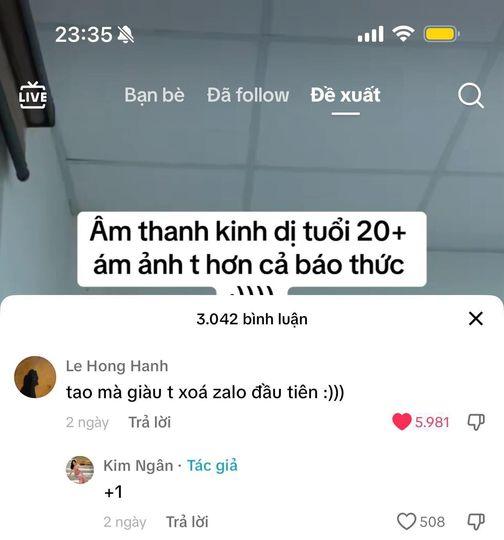 23:35
LIVE
Bạn bè Đã follow Đề xuất
Âm thanh kinh dị tuổi 20+
ám ảnh t hơn cả báo thức
:))))
3.042 bình luận
Le Hong Hanh
tao mà giàu t xoá zalo đầu tiên :)))
2 ngày Trả lời 5.981
Kim Ngân · Tác giả
+1
2 ngày Trả lời 508